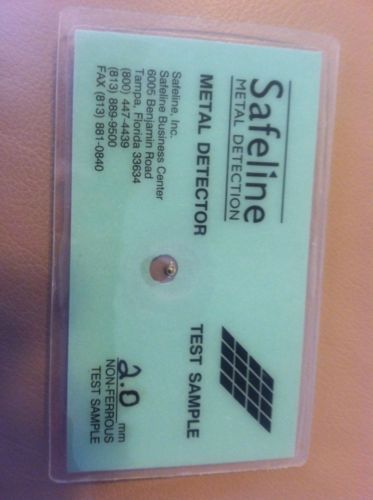 Safeline
METAL DETECTION
METAL DETECTOR TEST SAMPLE
Safeline, Inc.
Safeline Business Center
6005 Benjamin Road
Tampa, Florida 33634
(800) 447-4439
(813) 889-9500
FAX (813) 881-0840
2.0 mm
NON-FERROUS
TEST SAMPLE